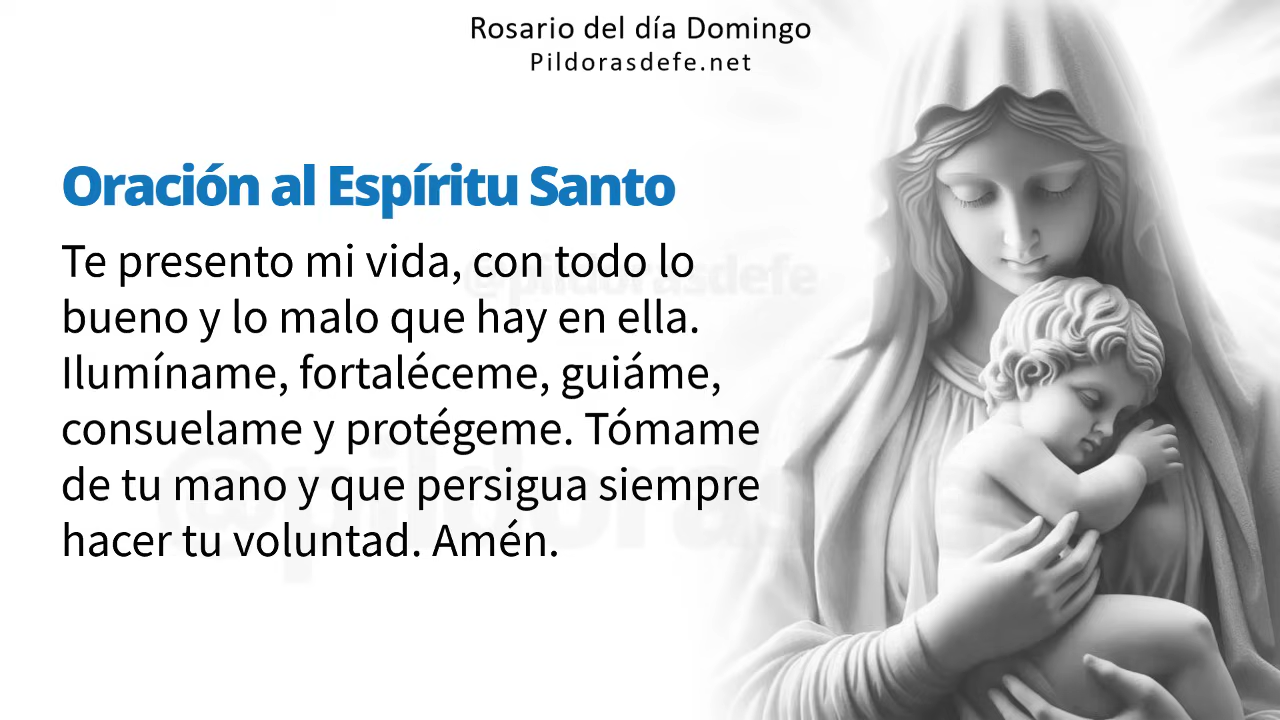 Rosario del día Domingo
Pildorasdefe.net
Oración al Espíritu Santo
@pildorasdefe
Te presento mi vida, con todo lo
bueno y lo malo que hay en ella.
Ilumíname, fortaléceme, guiáme,
consuelame y protégeme. Tómame
de tu mano y que persigua siempre
hacer tu voluntad. Amén.